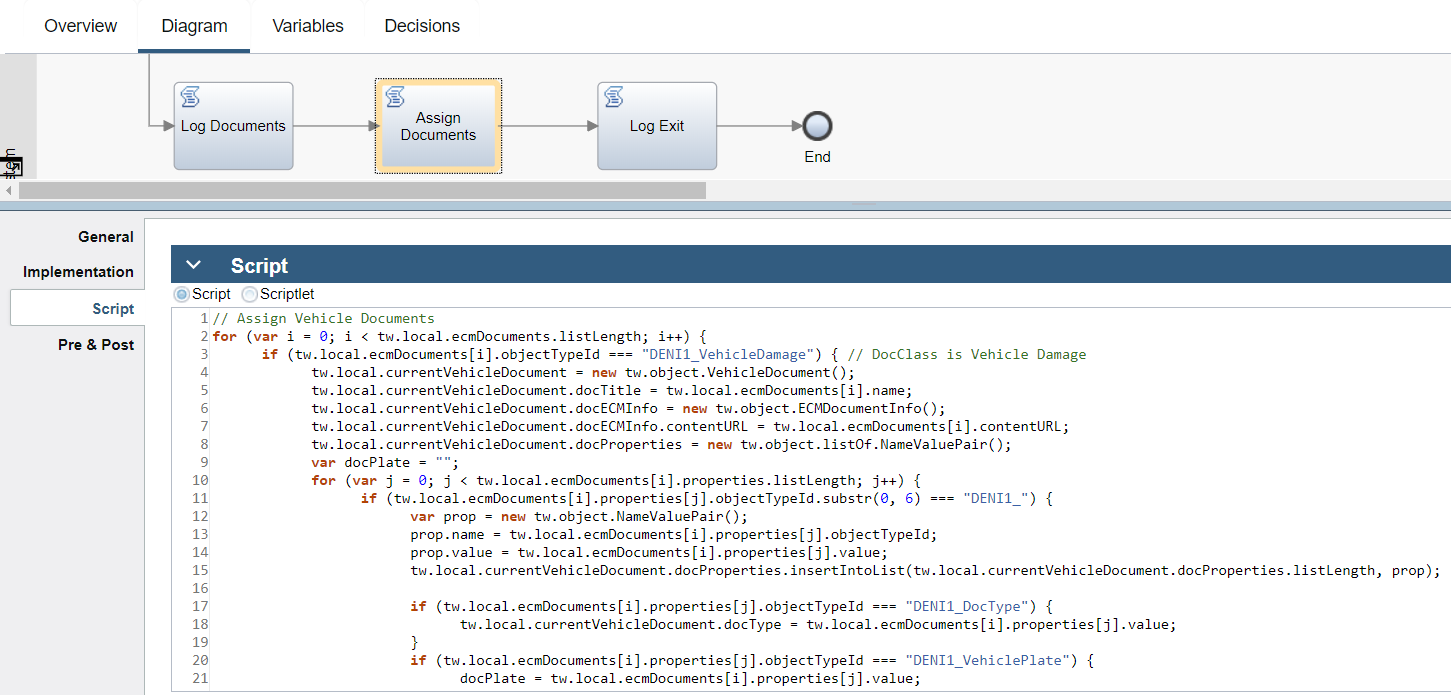 Overview Diagram Variables Decisions
Log Documents
Assign
Documents
Log Exit
End
General
Implementation
Script
Pre & Post
Script
Script Scriptlet
1 // Assign Vehicle Documents
2 for (var i = 0; i < tw.local.ecmDocuments.listLength; i++) {
3 if (tw.local.ecmDocuments[i].objectTypeId === "DENI1_VehicleDamage") { // DocClass is Vehicle Damage
4 tw.local.currentVehicleDocument = new tw.object.VehicleDocument();
5 tw.local.currentVehicleDocument.docTitle = tw.local.ecmDocuments[i].name;
6 tw.local.currentVehicleDocument.docECMInfo = new tw.object.ECMDocumentInfo();
7 tw.local.currentVehicleDocument.docECMInfo.contentURL = tw.local.ecmDocuments[i].contentURL;
8 tw.local.currentVehicleDocument.docProperties = new tw.object.listOf.NameValuePair();
9 var docPlate = "";
10 for (var j = 0; j < tw.local.ecmDocuments[i].properties.listLength; j++) {
11 if (tw.local.ecmDocuments[i].properties[j].objectTypeId.substr(0, 6) === "DENI1_") {
12 var prop = new tw.object.NameValuePair();
13 prop.name = tw.local.ecmDocuments[i].properties[j].objectTypeId;
14 prop.value = tw.local.ecmDocuments[i].properties[j].value;
15 tw.local.currentVehicleDocument.docProperties.insertIntoList(tw.local.currentVehicleDocument.docProperties.listLength, prop);
16
17 if (tw.local.ecmDocuments[i].properties[j].objectTypeId === "DENI1_DocType") {
18 tw.local.currentVehicleDocument.docType = tw.local.ecmDocuments[i].properties[j].value;
19 }
20 if (tw.local.ecmDocuments[i].properties[j].objectTypeId === "DENI1_VehiclePlate") {
21 docPlate = tw.local.ecmDocuments[i].properties[j].value;